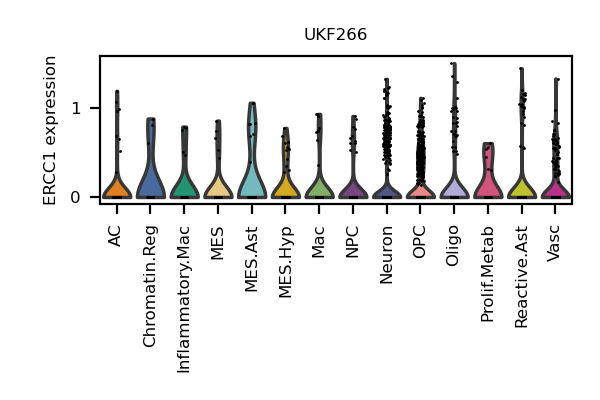 UKF266
ERCC1 expression
1
0
AC
Chromatin.Reg
Inflammatory.Mac
MES
MES.Ast
MES.Hyp
Mac
NPC
Neuron
OPC
Oligo
Prolif.Metab
Reactive.Ast
Vasc